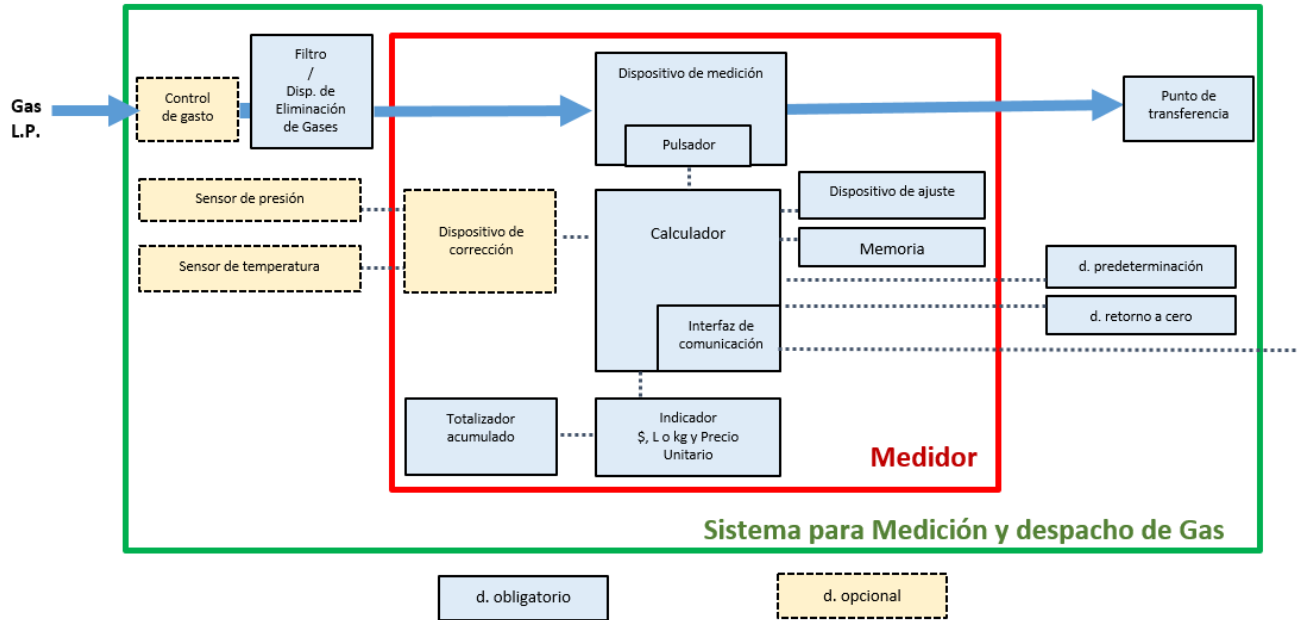 Gas
L.P.
Control
de gasto
Filtro
/
Disp. de
Eliminación
de Gases
Dispositivo de medición
Pulsador
Punto de
transferencia
Sensor de presión
Sensor de temperatura
Dispositivo de
corrección
Calculador
Interfaz de
comunicación
Dispositivo de ajuste
Memoria
d. predeterminación
d. retorno a cero
Totalizador
acumulado
Indicador
$, L o kg y Precio
Unitario
Medidor
Sistema para Medición y despacho de Gas
d. obligatorio
d. opcional